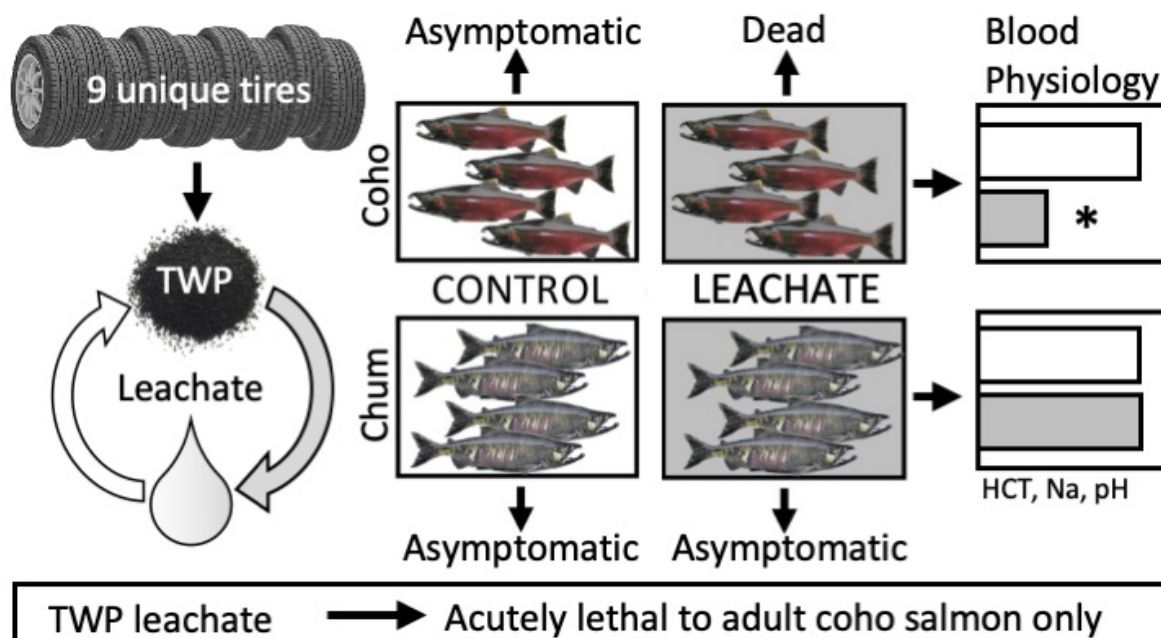 9 unique tires
TWP
Leachate
Asymptomatic
Dead
Blood
Physiology
Coho
*
CONTROL
LEACHATE
Chum
HCT, Na, pH
Asymptomatic
Asymptomatic
TWP leachate
Acutely lethal to adult coho salmon only